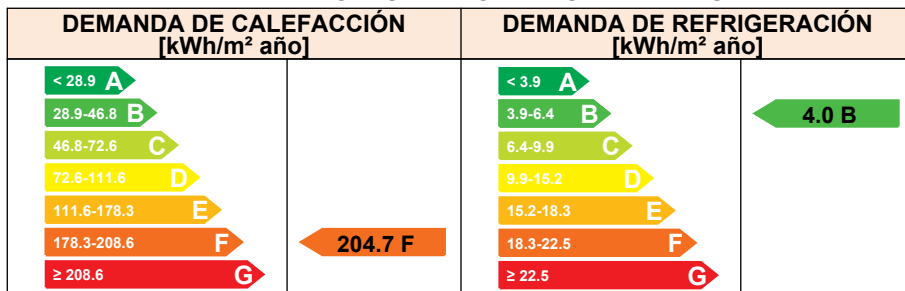 DEMANDA DE CALEFACCIÓN
[kWh/m² año]
< 28.9 A
28.9-46.8 B
46.8-72.6 C
72.6-111.6 D
111.6-178.3 E
178.3-208.6 F
≥ 208.6 G
204.7 F
DEMANDA DE REFRIGERACIÓN
[kWh/m² año]
< 3.9 A
3.9-6.4 B
6.4-9.9 C
9.9-15.2 D
15.2-18.3 E
18.3-22.5 F
≥ 22.5 G
4.0 B